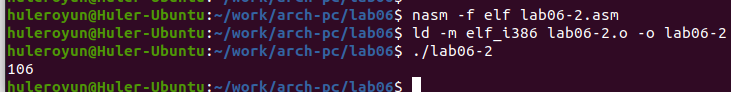 huleroyun@Huler-Ubuntu:~/work/arch-pc/lab06$ nasm -f elf lab06-2.asm
huleroyun@Huler-Ubuntu:~/work/arch-pc/lab06$ ld -m elf_i386 lab06-2.o -o lab06-2
huleroyun@Huler-Ubuntu:~/work/arch-pc/lab06$ ./lab06-2
106
huleroyun@Huler-Ubuntu:~/work/arch-pc/lab06$